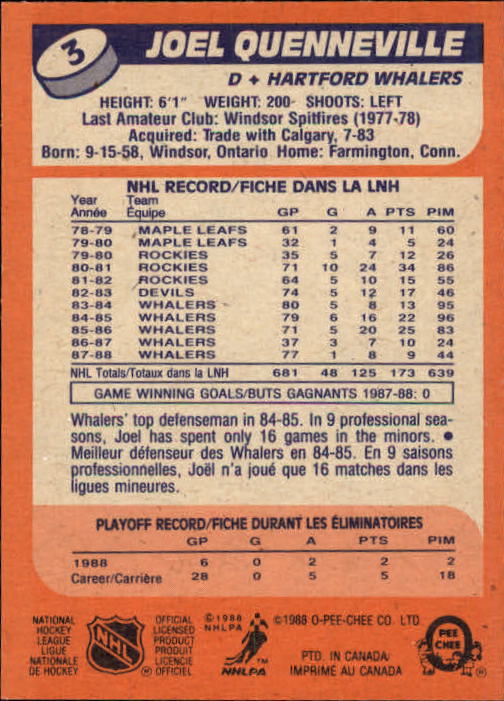 3
JOEL QUENNEVILLE
D + HARTFORD WHALERS
HEIGHT: 6'1" WEIGHT: 200 SHOOTS: LEFT
Last Amateur Club: Windsor Spitfires (1977-78)
Acquired: Trade with Calgary, 7-83
Born: 9-15-58, Windsor, Ontario Home: Farmington, Conn.
NHL RECORD/FICHE DANS LA LNH
Year Team
Année Équipe GP G A PTS PIM
78-79 MAPLE LEAFS 61 2 9 11 60
79-80 MAPLE LEAFS 32 1 4 5 24
79-80 ROCKIES 35 5 7 12 26
80-81 ROCKIES 71 10 24 34 86
81-82 ROCKIES 64 5 10 15 55
82-83 DEVILS 74 5 12 17 46
83-84 WHALERS 80 5 8 13 95
84-85 WHALERS 79 6 16 22 96
85-86 WHALERS 71 5 20 25 83
86-87 WHALERS 37 3 7 10 24
87-88 WHALERS 77 1 8 9 44
NHL Totals/Totaux dans la LNH 681 48 125 173 639
GAME WINNING GOALS/BUTS GAGNANTS 1987-88: 0
Whalers' top defenseman in 84-85. In 9 professional sea-
sons, Joel has spent only 16 games in the minors. ●
Meilleur défenseur des Whalers en 84-85. En 9 saisons
professionnelles, Joël n'a joué que 16 matches dans les
ligues mineures.
PLAYOFF RECORD/FICHE DURANT LES ÉLIMINATOIRES
GP G A PTS PIM
1988 6 0 2 2 2
Career/Carrière 28 0 5 5 18
NATIONAL
HOCKEY
LEAGUE
LIGUE
NATIONALE
DE HOCKEY
NHL
®
OFFICIAL
LICENSED
PRODUCT
PRODUIT
LICENCIE
OFFICIEL
© 1988
NHLPA
™
NHLPA
©1988 O-PEE-CHEE CO. LTD.
PTD. IN CANADA/
IMPRIMÉ AU CANADA
O PEE CHEE
®